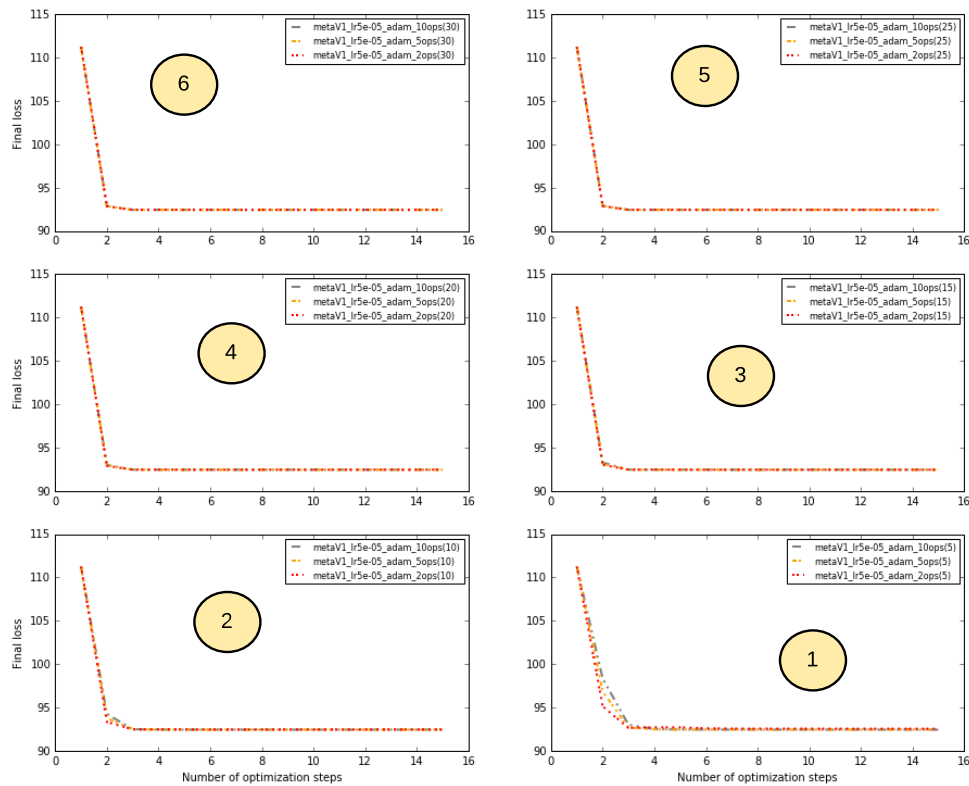 115
110
105
100
95
90
Final loss
metaV1_lr5e-05_adam_10ops(30)
metaV1_lr5e-05_adam_5ops(30)
metaV1_lr5e-05_adam_2ops(30)
6
0 2 4 6 8 10 12 14 16
115
110
105
100
95
90
metaV1_lr5e-05_adam_10ops(25)
metaV1_lr5e-05_adam_5ops(25)
metaV1_lr5e-05_adam_2ops(25)
5
0 2 4 6 8 10 12 14 16
115
110
105
100
95
90
Final loss
metaV1_lr5e-05_adam_10ops(20)
metaV1_lr5e-05_adam_5ops(20)
metaV1_lr5e-05_adam_2ops(20)
4
0 2 4 6 8 10 12 14 16
115
110
105
100
95
90
metaV1_lr5e-05_adam_10ops(15)
metaV1_lr5e-05_adam_5ops(15)
metaV1_lr5e-05_adam_2ops(15)
3
0 2 4 6 8 10 12 14 16
115
110
105
100
95
90
Final loss
metaV1_lr5e-05_adam_10ops(10)
metaV1_lr5e-05_adam_5ops(10)
metaV1_lr5e-05_adam_2ops(10)
2
0 2 4 6 8 10 12 14 16
Number of optimization steps
115
110
105
100
95
90
metaV1_lr5e-05_adam_10ops(5)
metaV1_lr5e-05_adam_5ops(5)
metaV1_lr5e-05_adam_2ops(5)
1
0 2 4 6 8 10 12 14 16
Number of optimization steps